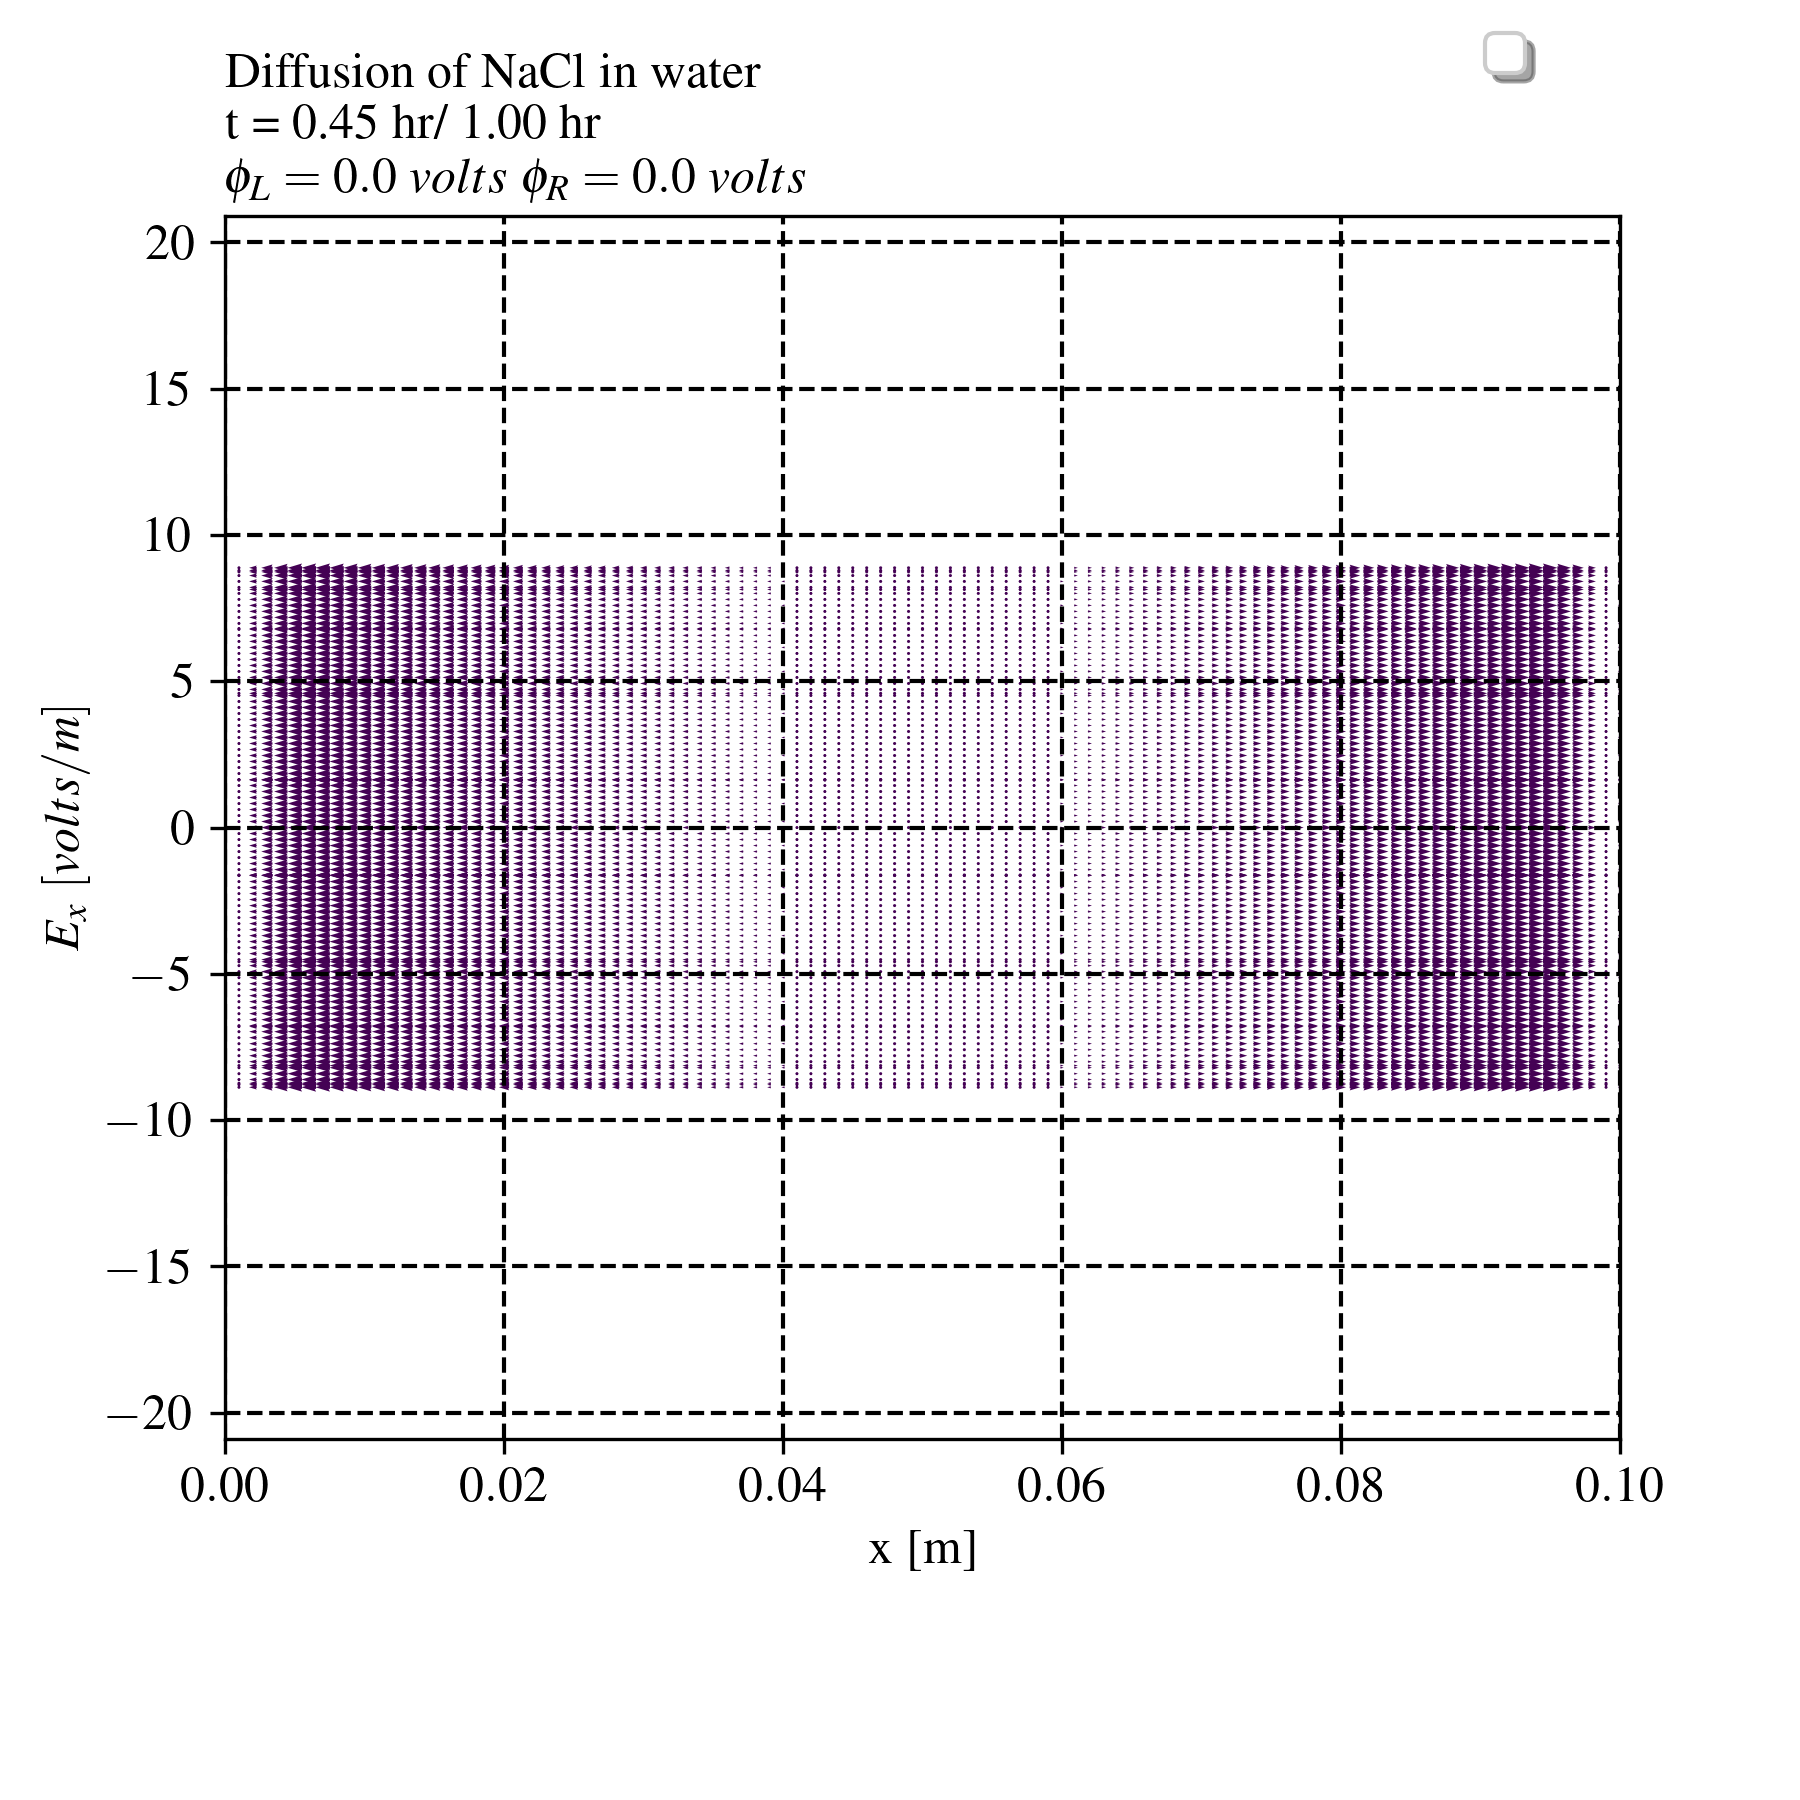 Diffusion of NaCl in water
t = 0.45 hr/ 1.00 hr
ϕ_L = 0.0 volts ϕ_R = 0.0 volts
20
15
10
5
0
−5
−10
−15
−20
E_x [volts/m]
0.00 0.02 0.04 0.06 0.08 0.10
x [m]